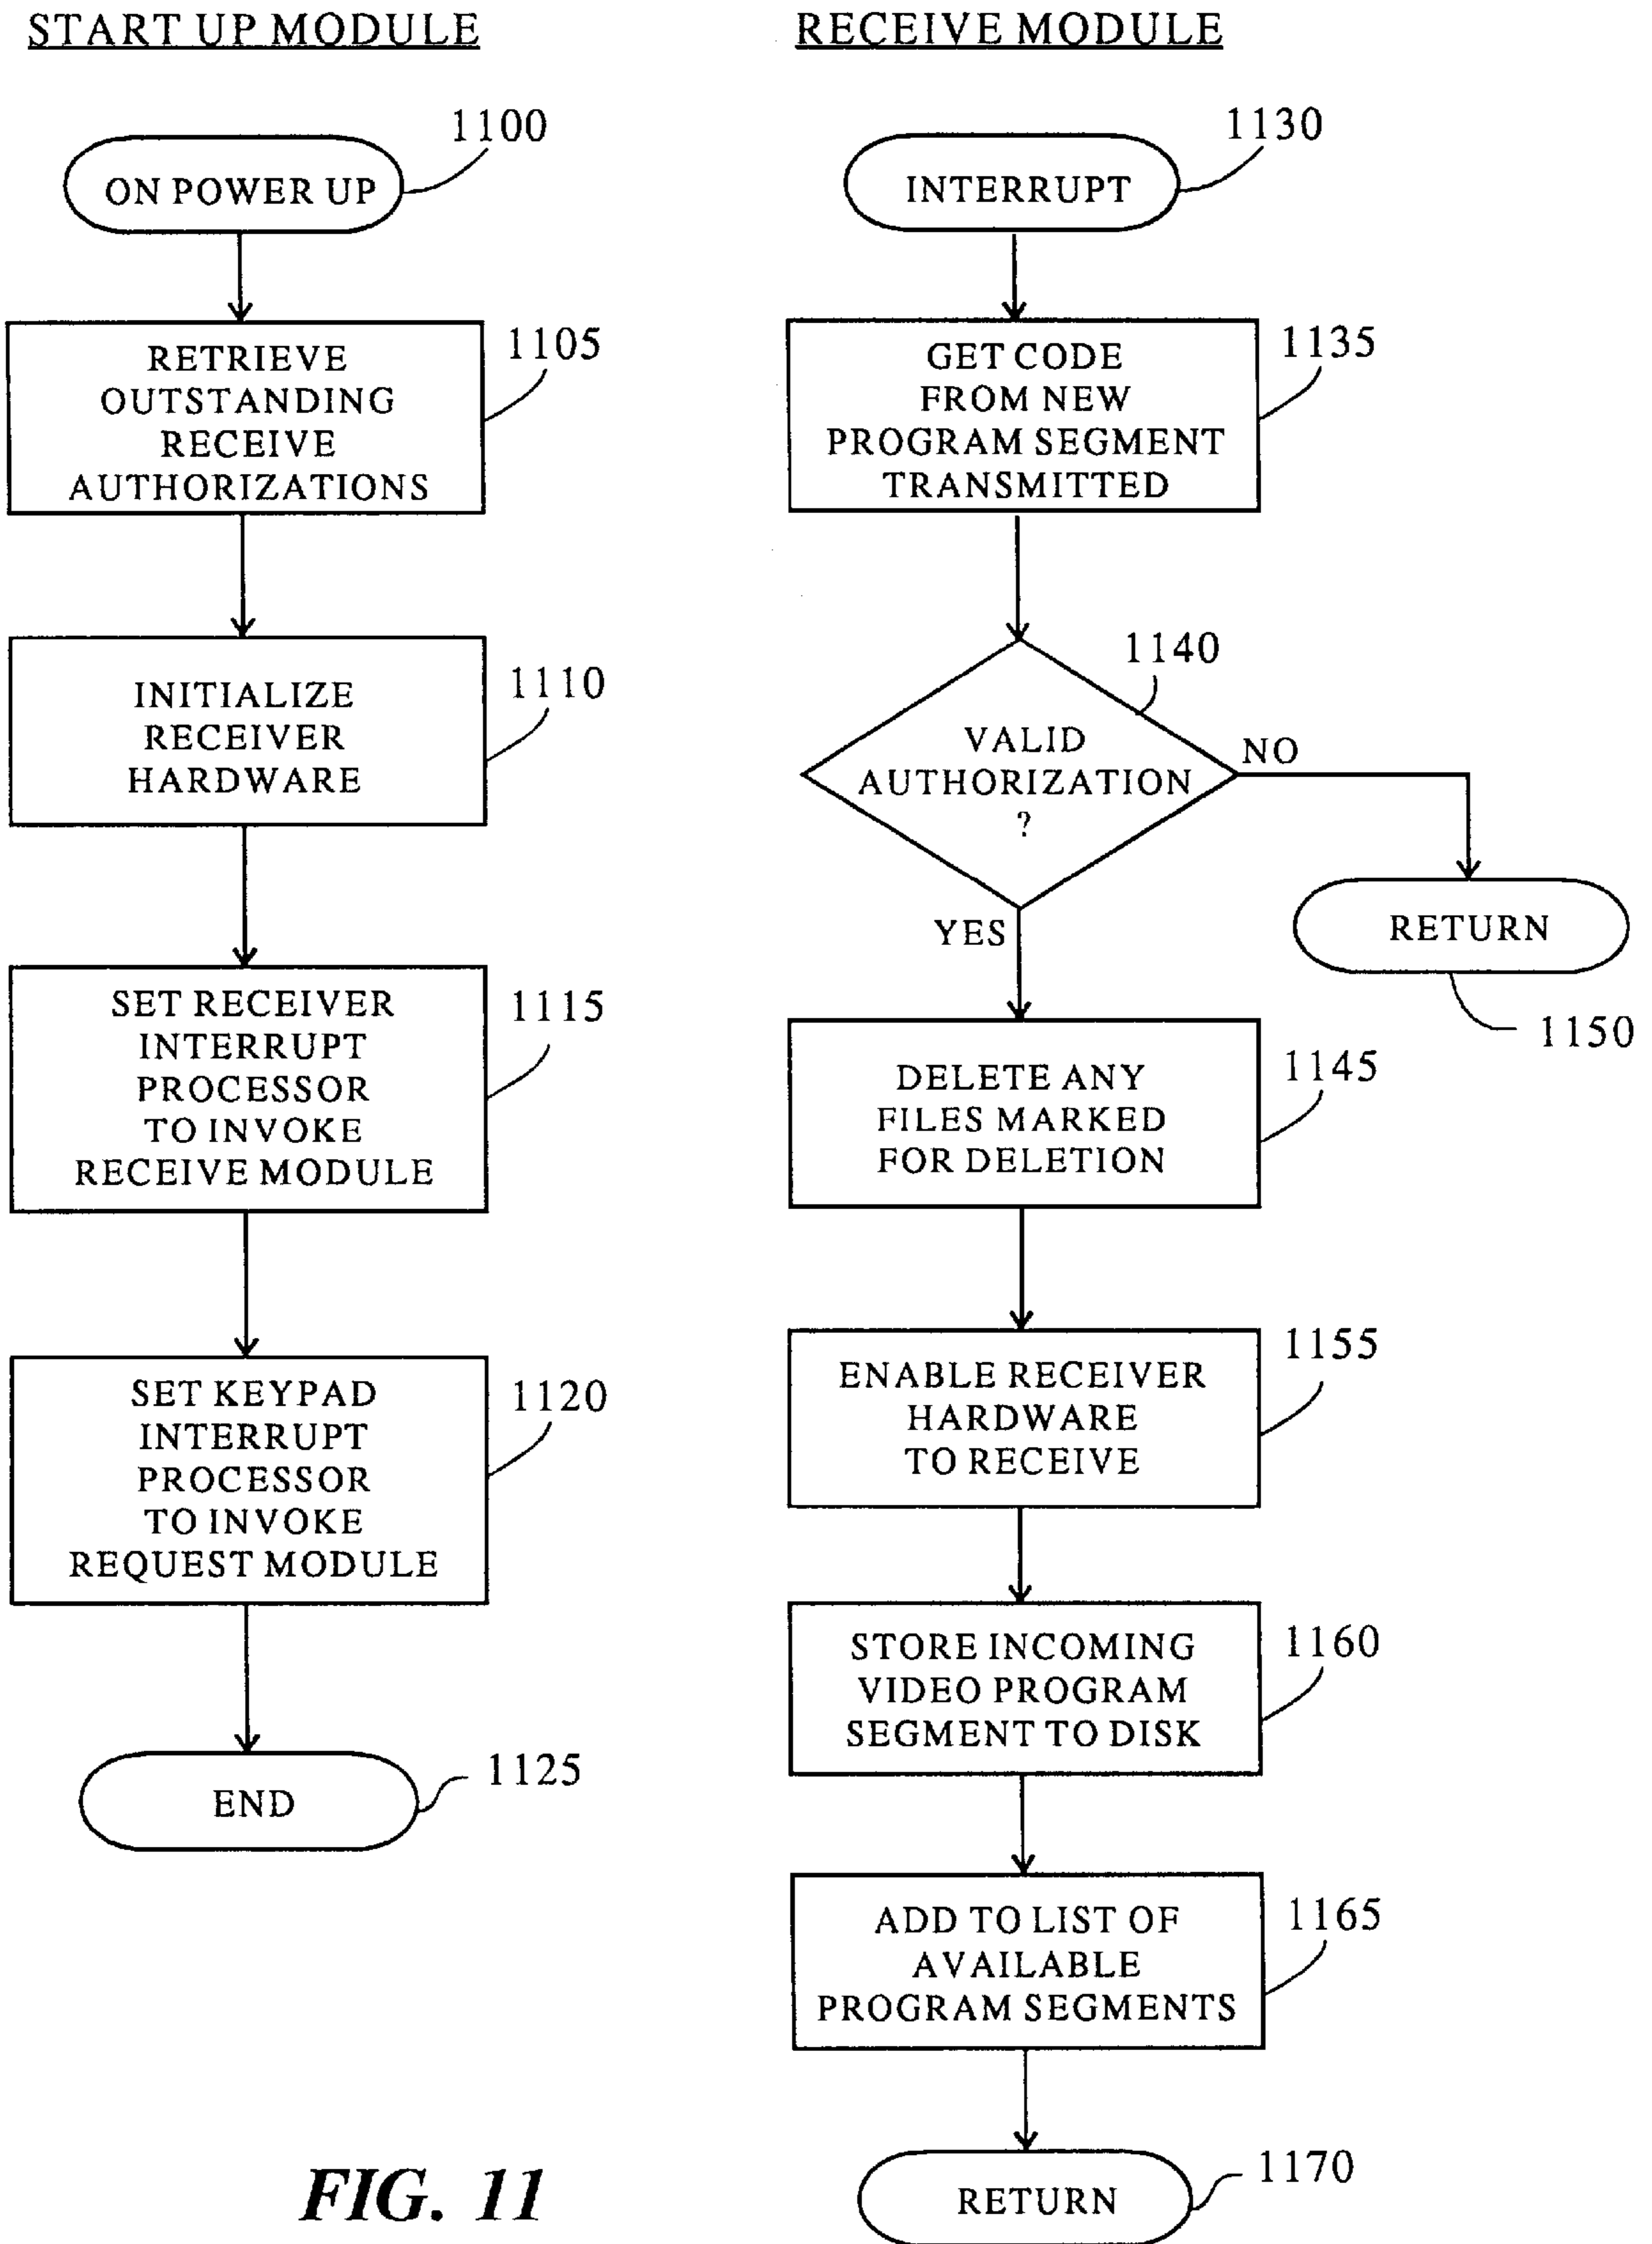 START UP MODULE
1100
ON POWER UP
1105
RETRIEVE
OUTSTANDING
RECEIVE
AUTHORIZATIONS
1110
INITIALIZE
RECEIVER
HARDWARE
1115
SET RECEIVER
INTERRUPT
PROCESSOR
TO INVOKE
RECEIVE MODULE
1120
SET KEYPAD
INTERRUPT
PROCESSOR
TO INVOKE
REQUEST MODULE
1125
END
RECEIVE MODULE
1130
INTERRUPT
1135
GET CODE
FROM NEW
PROGRAM SEGMENT
TRANSMITTED
1140
VALID
AUTHORIZATION
?
NO
RETURN
1150
YES
1145
DELETE ANY
FILES MARKED
FOR DELETION
1155
ENABLE RECEIVER
HARDWARE
TO RECEIVE
1160
STORE INCOMING
VIDEO PROGRAM
SEGMENT TO DISK
1165
ADD TO LIST OF
AVAILABLE
PROGRAM SEGMENTS
1170
RETURN
FIG. 11